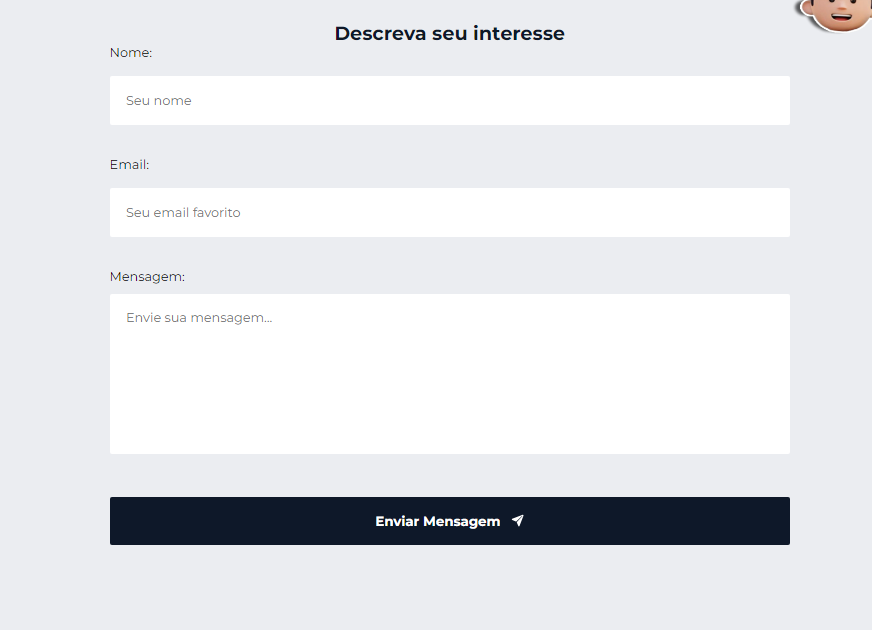 Descreva seu interesse
Nome:
Seu nome
Email:
Seu email favorito
Mensagem:
Envie sua mensagem...
Enviar Mensagem